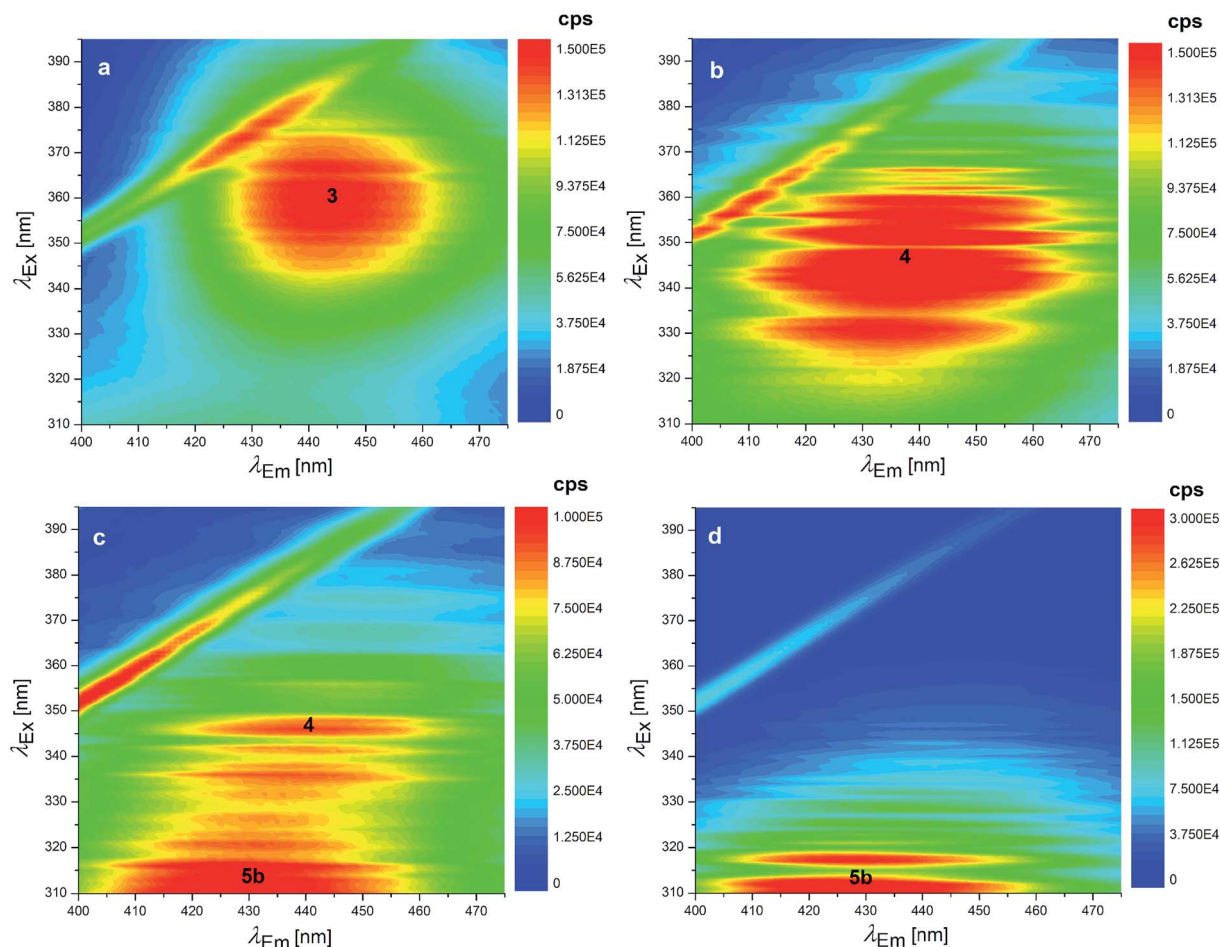 cps
a
3
1.500E5
1.313E5
1.125E5
9.375E4
7.500E4
5.625E4
3.750E4
1.875E4
0
390
380
370
360
350
340
330
320
310
400 410 420 430 440 450 460 470
λEx [nm]
λEm [nm]
cps
b
4
1.500E5
1.313E5
1.125E5
9.375E4
7.500E4
5.625E4
3.750E4
1.875E4
0
390
380
370
360
350
340
330
320
310
400 410 420 430 440 450 460 470
λEx [nm]
λEm [nm]
cps
c
4
5b
1.000E5
8.750E4
7.500E4
6.250E4
5.000E4
3.750E4
2.500E4
1.250E4
0
390
380
370
360
350
340
330
320
310
400 410 420 430 440 450 460 470
λEx [nm]
λEm [nm]
cps
d
5b
3.000E5
2.625E5
2.250E5
1.875E5
1.500E5
1.125E5
7.500E4
3.750E4
0
390
380
370
360
350
340
330
320
310
400 410 420 430 440 450 460 470
λEx [nm]
λEm [nm]